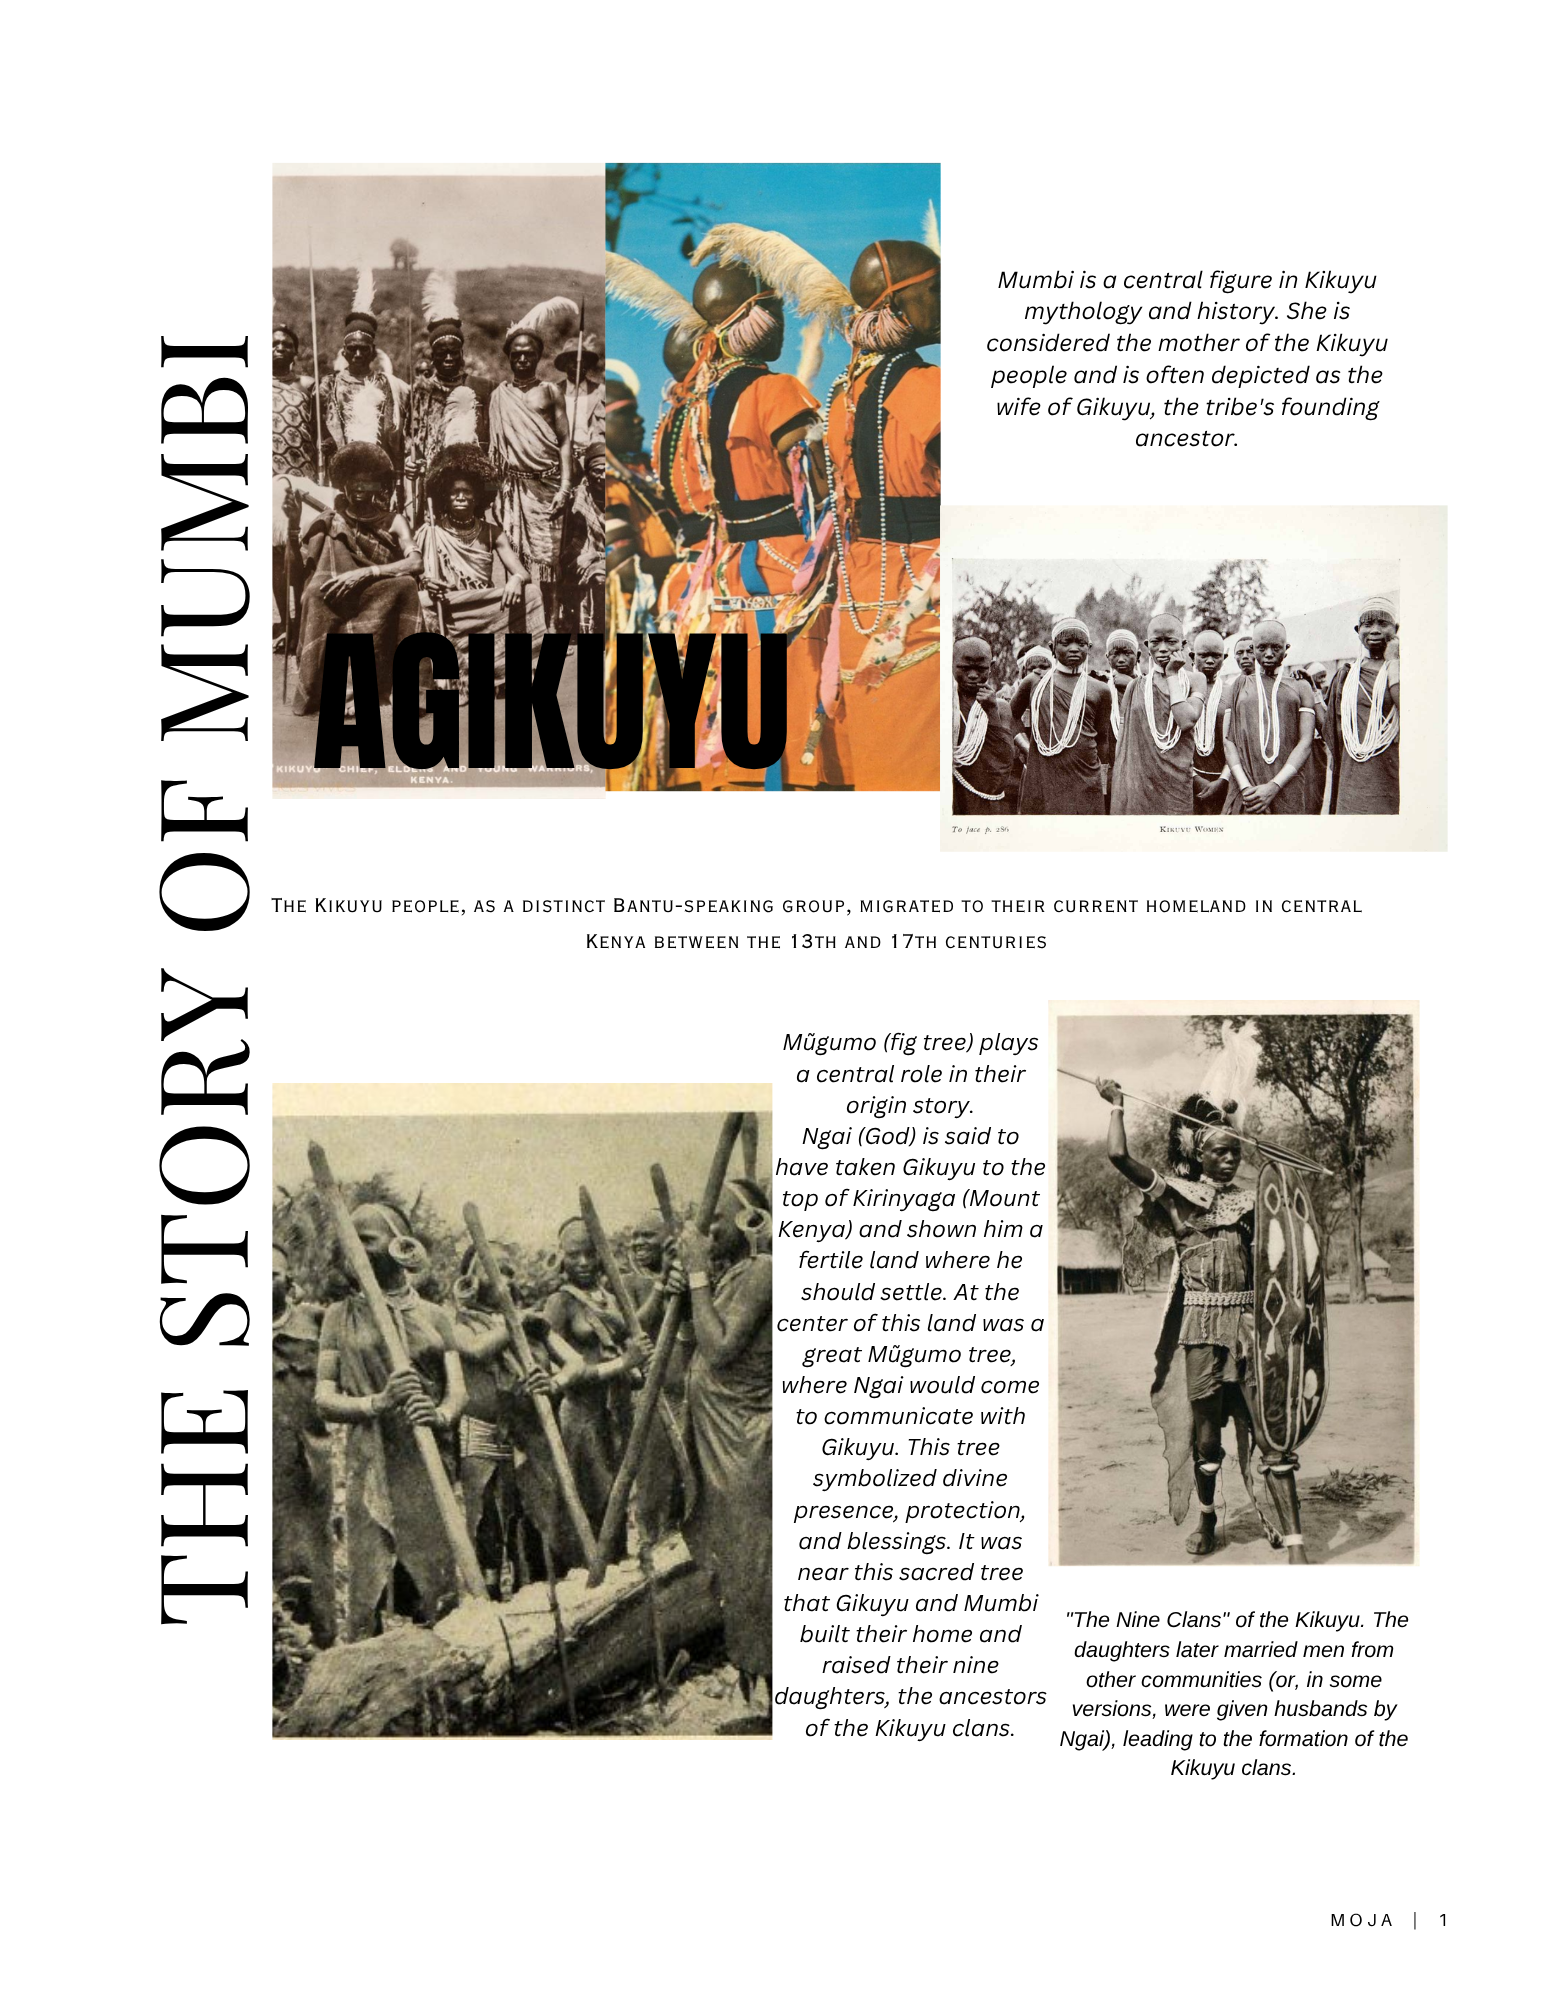 THE STORY OF MUMBI
Mumbi is a central figure in Kikuyu
mythology and history. She is
considered the mother of the Kikuyu
people and is often depicted as the
wife of Gikuyu, the tribe's founding
ancestor.
AGIKUYU
KIKUYU CHIEF, ELDERS AND YOUNG WARRIORS,
KENYA.
To face p. 286
KIKUYU WOMEN
THE KIKUYU PEOPLE, AS A DISTINCT BANTU-SPEAKING GROUP, MIGRATED TO THEIR CURRENT HOMELAND IN CENTRAL
KENYA BETWEEN THE 13TH AND 17TH CENTURIES
Mũgumo (fig tree) plays
a central role in their
origin story.
Ngai (God) is said to
have taken Gikuyu to the
top of Kirinyaga (Mount
Kenya) and shown him a
fertile land where he
should settle. At the
center of this land was a
great Mũgumo tree,
where Ngai would come
to communicate with
Gikuyu. This tree
symbolized divine
presence, protection,
and blessings. It was
near this sacred tree
that Gikuyu and Mumbi
built their home and
raised their nine
daughters, the ancestors
of the Kikuyu clans.
"The Nine Clans" of the Kikuyu. The
daughters later married men from
other communities (or, in some
versions, were given husbands by
Ngai), leading to the formation of the
Kikuyu clans.
MOJA | 1